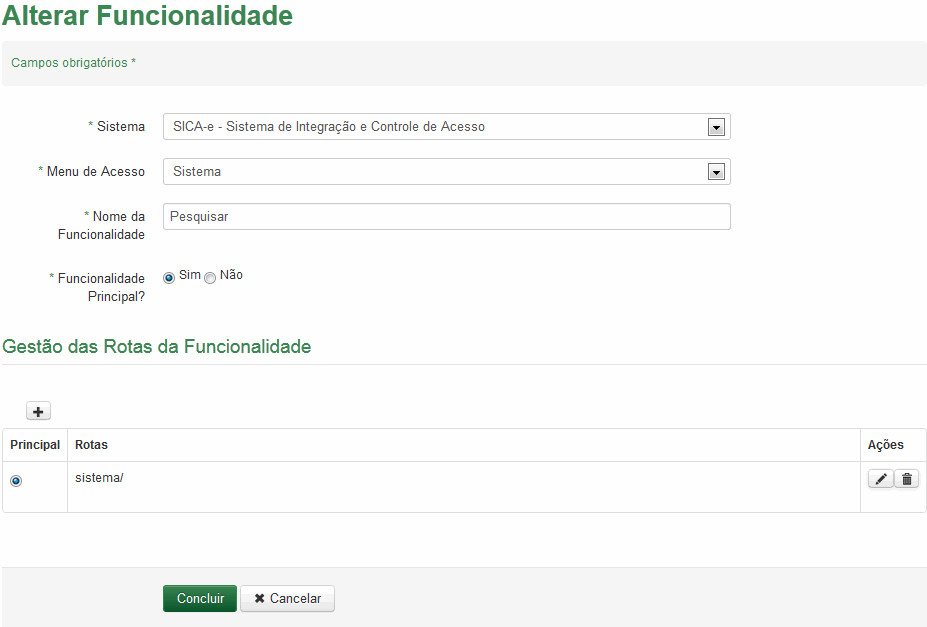 Alterar Funcionalidade
Campos obrigatórios *
* Sistema
SICA-e - Sistema de Integração e Controle de Acesso
* Menu de Acesso
Sistema
* Nome da
Funcionalidade
Pesquisar
* Funcionalidade
Principal?
Sim Não
Gestão das Rotas da Funcionalidade
Principal Rotas Ações
sistema/
Concluir Cancelar